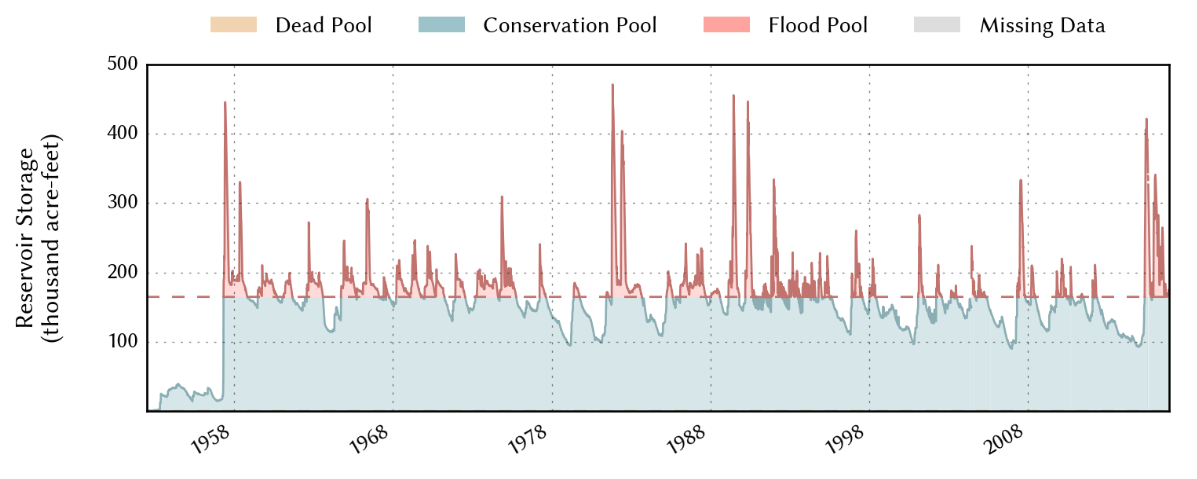 Dead Pool
Conservation Pool
Flood Pool
Missing Data
Reservoir Storage
(thousand acre-feet)
500
400
300
200
100
1958
1968
1978
1988
1998
2008